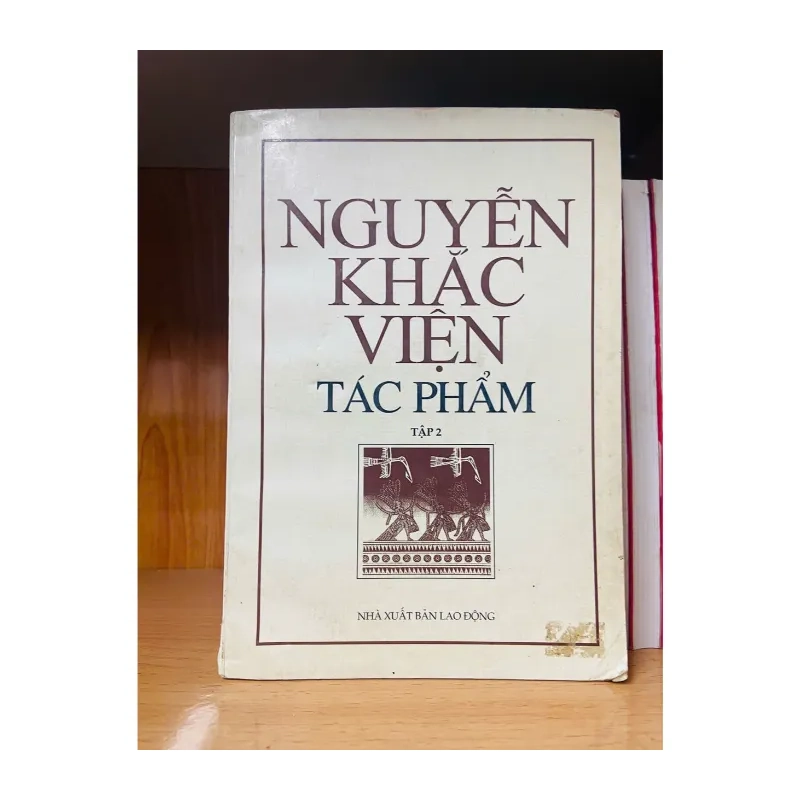 NGUYỄN
KHẮC
VIỆN
TÁC PHẨM
TẬP 2
NHÀ XUẤT BẢN LAO ĐỘNG